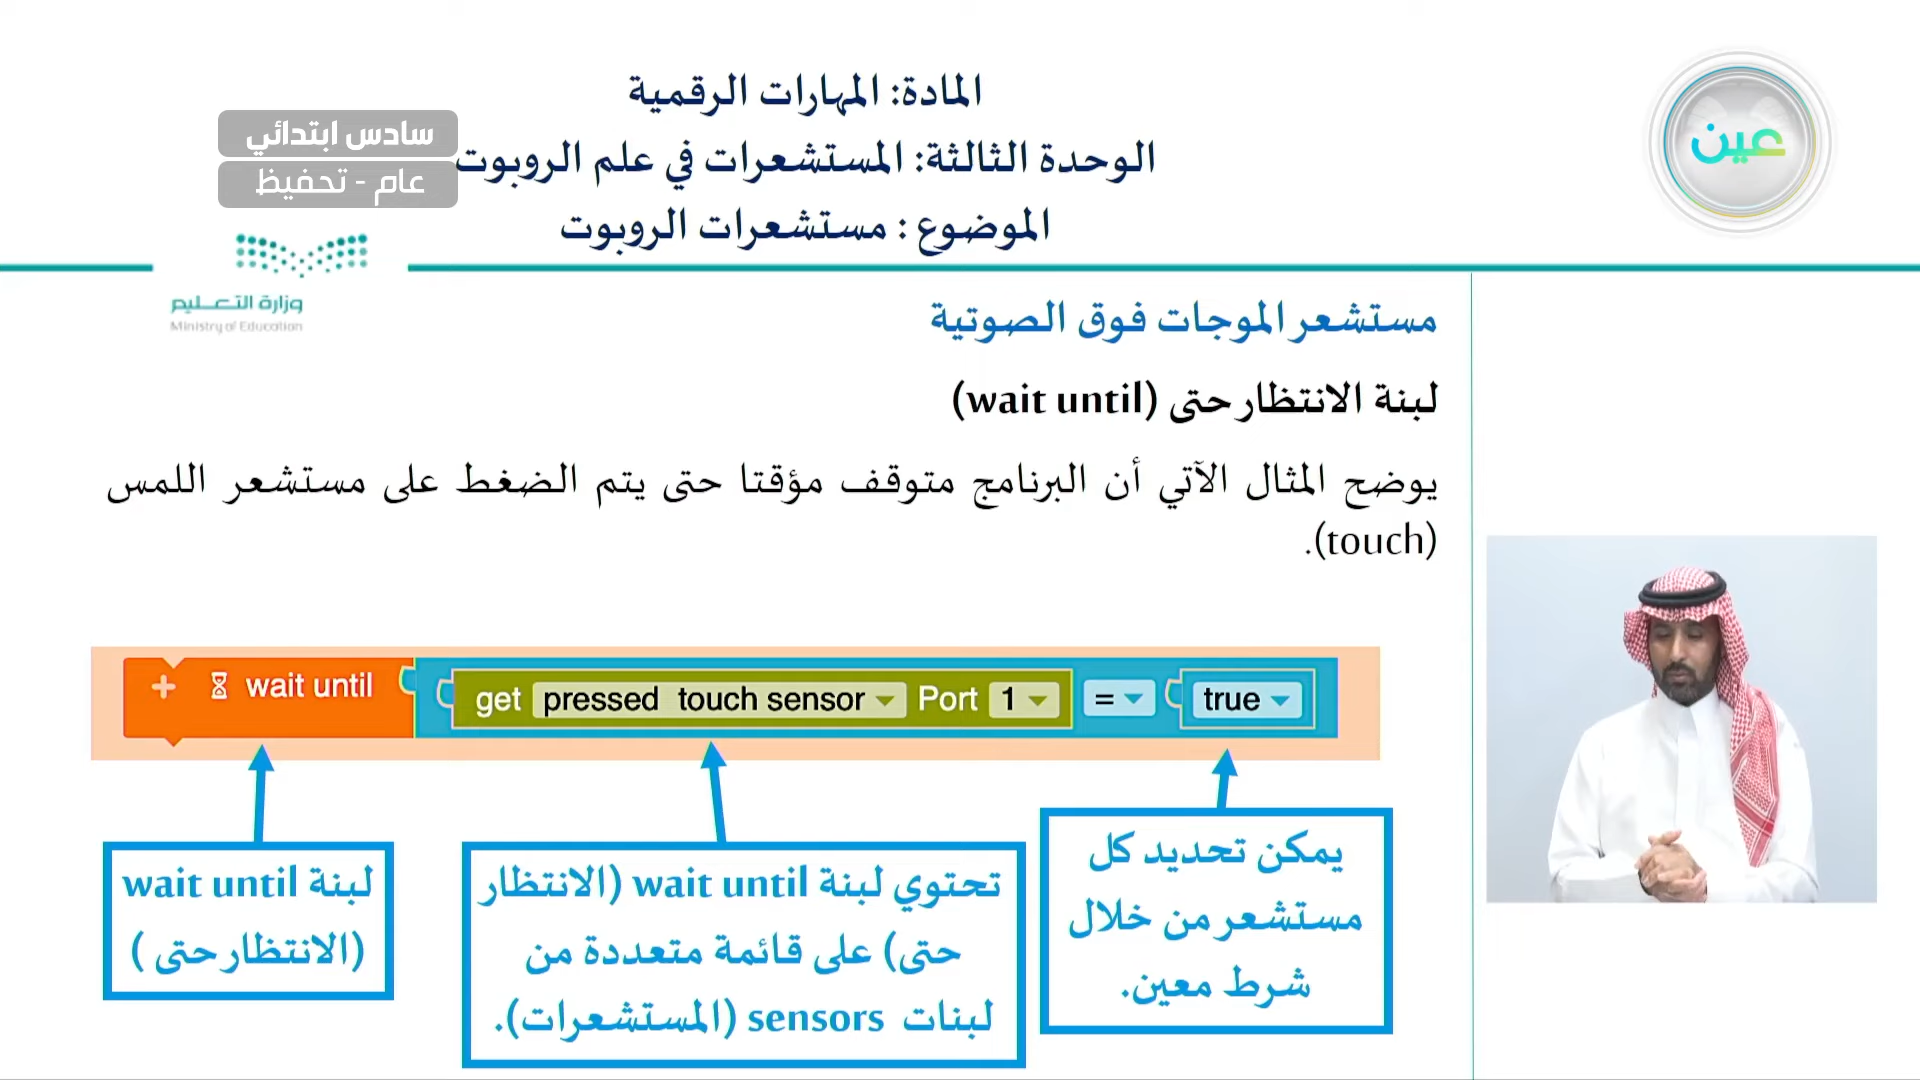 المادة: المهارات الرقمية
الوحدة الثالثة: المستشعرات في علم الروبوت
الموضوع : مستشعرات الروبوت
سادس ابتدائي
عام - تحفيظ
عين
وزارة التعليم
Ministry of Education
مستشعر الموجات فوق الصوتية
لبنة الانتظار حتى (wait until)
يوضح المثال الآتي أن البرنامج متوقف مؤقتا حتى يتم الضغط على مستشعر اللمس
(touch).
+ wait until get pressed touch sensor Port 1 = true
يمكن تحديد كل
مستشعر من خلال
شرط معين.
تحتوي لبنة wait until (الانتظار
حتى) على قائمة متعددة من
لبنات sensors (المستشعرات).
لبنة wait until
(الانتظار حتى )